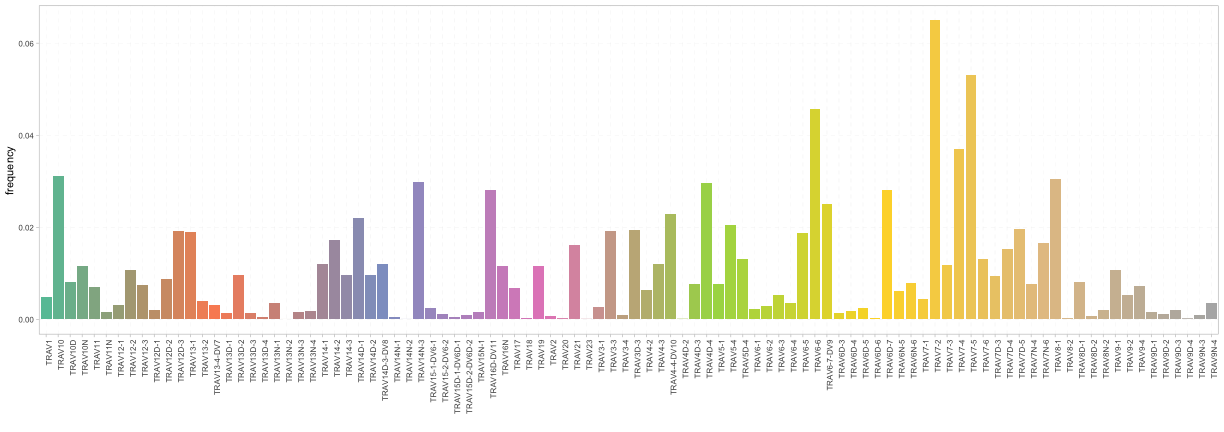 frequency
0.06
0.04
0.02
0.00
TRAV1
TRAV10
TRAV10D
TRAV10N
TRAV11
TRAV11N
TRAV12-1
TRAV12-2
TRAV12-3
TRAV12D-1
TRAV12D-2
TRAV12D-3
TRAV13-1
TRAV13-2
TRAV13-4-DV7
TRAV13D-1
TRAV13D-2
TRAV13D-3
TRAV13D-4
TRAV13N-1
TRAV13N-2
TRAV13N-3
TRAV13N-4
TRAV14-1
TRAV14-2
TRAV14-3
TRAV14D-1
TRAV14D-2
TRAV14D-3-DV8
TRAV14N-1
TRAV14N-2
TRAV14N-3
TRAV15-1-DV6-1
TRAV15-2-DV6-2
TRAV15D-1-DV6D-1
TRAV15D-2-DV6D-2
TRAV15N-1
TRAV16D-DV11
TRAV16N
TRAV17
TRAV18
TRAV19
TRAV2
TRAV20
TRAV21
TRAV23
TRAV3-1
TRAV3-3
TRAV3-4
TRAV3D-3
TRAV4-2
TRAV4-3
TRAV4-4-DV10
TRAV4D-2
TRAV4D-3
TRAV4D-4
TRAV5-1
TRAV5-4
TRAV5D-4
TRAV6-1
TRAV6-2
TRAV6-3
TRAV6-4
TRAV6-5
TRAV6-6
TRAV6-7-DV9
TRAV6D-3
TRAV6D-4
TRAV6D-5
TRAV6D-6
TRAV6D-7
TRAV6N-5
TRAV6N-6
TRAV7-1
TRAV7-2
TRAV7-3
TRAV7-4
TRAV7-5
TRAV7-6
TRAV7D-3
TRAV7D-4
TRAV7D-5
TRAV7N-4
TRAV7N-6
TRAV8-1
TRAV8-2
TRAV8D-1
TRAV8D-2
TRAV8N-2
TRAV9-1
TRAV9-2
TRAV9-4
TRAV9D-1
TRAV9D-2
TRAV9D-3
TRAV9D-4
TRAV9N-3
TRAV9N-4